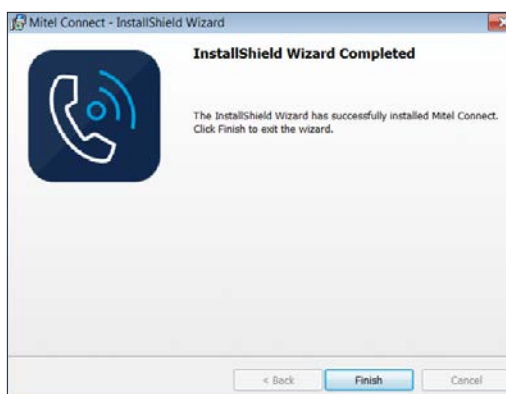 Mitel Connect - InstallShield Wizard
InstallShield Wizard Completed
The InstallShield Wizard has successfully installed Mitel Connect.
Click Finish to exit the wizard.
< Back
Finish
Cancel